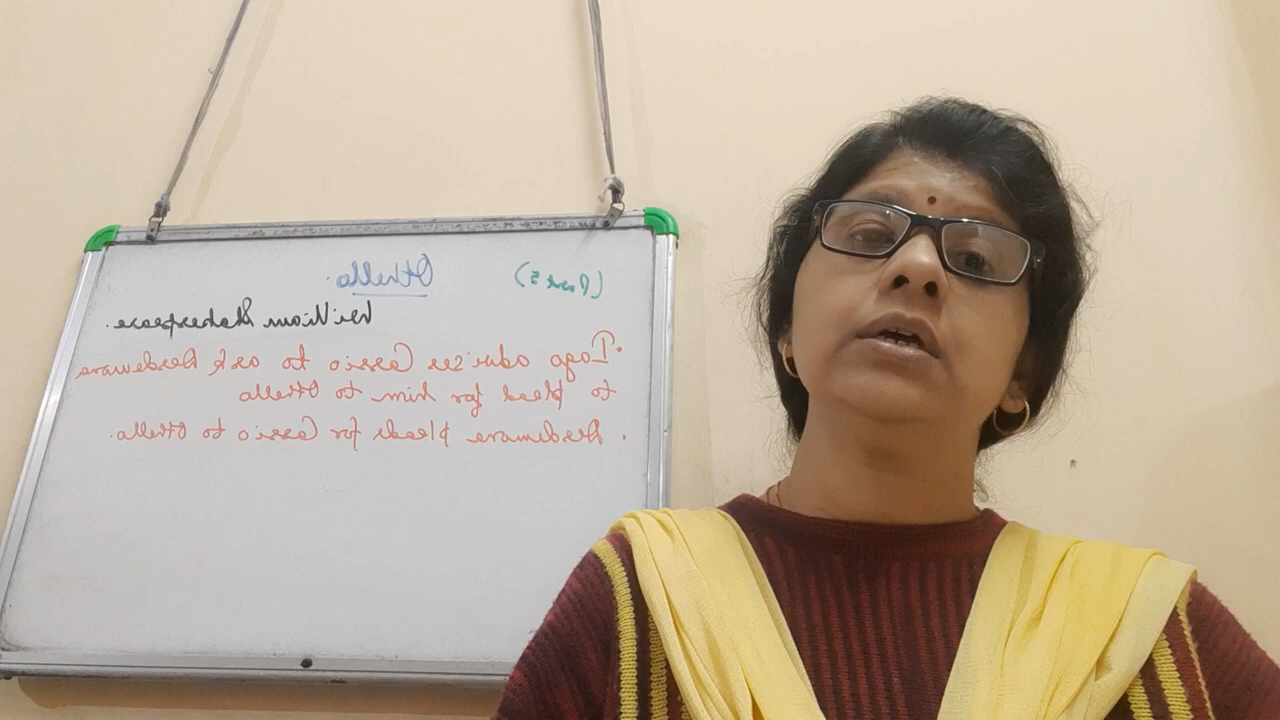 (Part 5)
Othello.
William Shakespeare.
• Iago advises Cassio to ask Desdemona
to plead for him to Othello
• Desdemona pleads for Cassio to Othello.